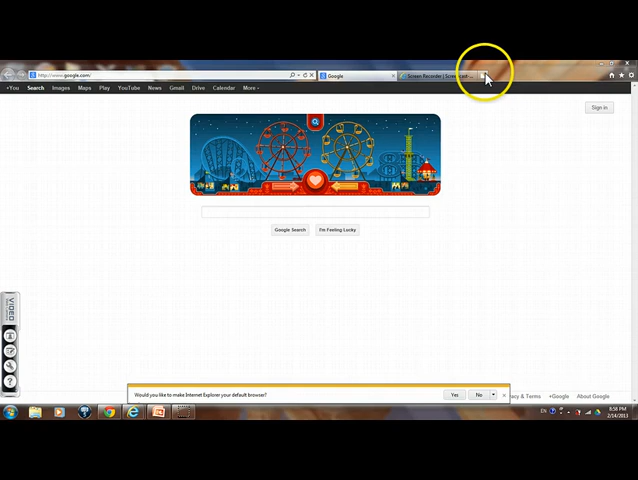 http://www.google.com/
Google
Screen Recorder | Screencast-...
+You Search Images Maps Play YouTube News Gmail Drive Calendar More
Sign in
Google Search
I'm Feeling Lucky
VIDEO
Would you like to make Internet Explorer your default browser?
Yes
No
& Terms +Google About Google
EN
8:58 PM
2/14/2013